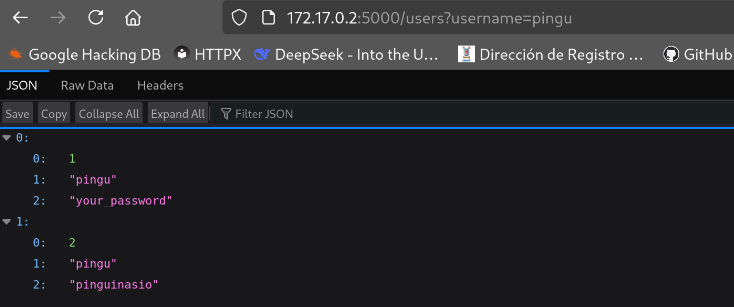 172.17.0.2:5000/users?username=pingu
Google Hacking DB HTTPX DeepSeek - Into the U... Dirección de Registro ... GitHub
JSON Raw Data Headers
Save Copy Collapse All Expand All Filter JSON
0:
0: 1
1: "pingu"
2: "your_password"
1:
0: 2
1: "pingu"
2: "pinguinasio"